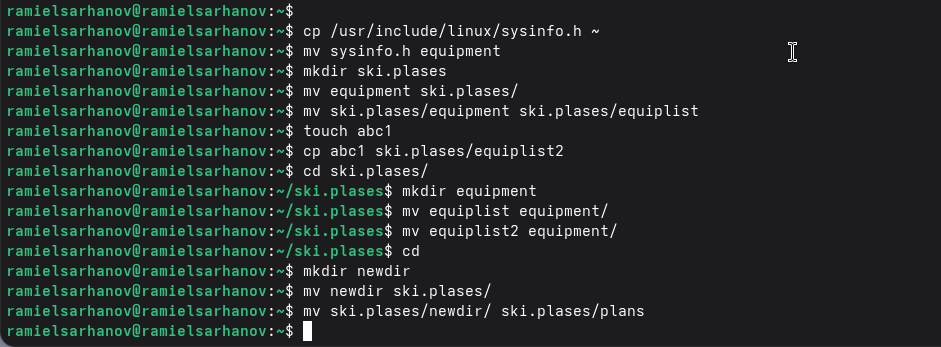 ramielsarhanov@ramielsarhanov:~$
ramielsarhanov@ramielsarhanov:~$ cp /usr/include/linux/sysinfo.h ~
ramielsarhanov@ramielsarhanov:~$ mv sysinfo.h equipment
ramielsarhanov@ramielsarhanov:~$ mkdir ski.plases
ramielsarhanov@ramielsarhanov:~$ mv equipment ski.plases/
ramielsarhanov@ramielsarhanov:~$ mv ski.plases/equipment ski.plases/equiplist
ramielsarhanov@ramielsarhanov:~$ touch abc1
ramielsarhanov@ramielsarhanov:~$ cp abc1 ski.plases/equiplist2
ramielsarhanov@ramielsarhanov:~$ cd ski.plases/
ramielsarhanov@ramielsarhanov:~/ski.plases$ mkdir equipment
ramielsarhanov@ramielsarhanov:~/ski.plases$ mv equiplist equipment/
ramielsarhanov@ramielsarhanov:~/ski.plases$ mv equiplist2 equipment/
ramielsarhanov@ramielsarhanov:~/ski.plases$ cd
ramielsarhanov@ramielsarhanov:~$ mkdir newdir
ramielsarhanov@ramielsarhanov:~$ mv newdir ski.plases/
ramielsarhanov@ramielsarhanov:~$ mv ski.plases/newdir/ ski.plases/plans
ramielsarhanov@ramielsarhanov:~$